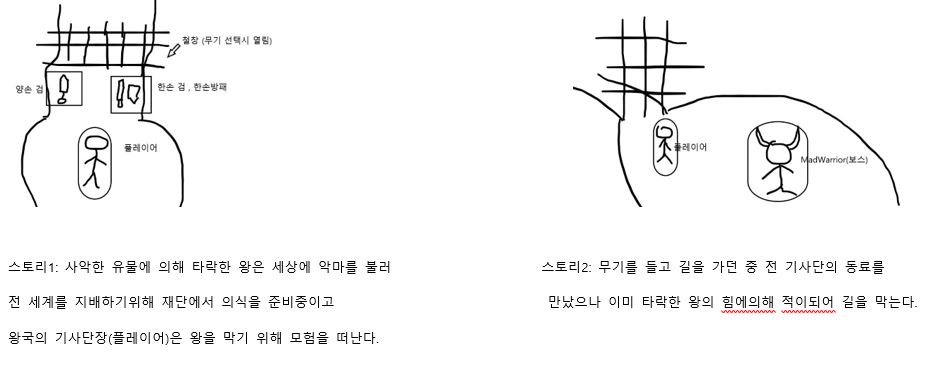 철창 (무기 선택시 열림)
양손 검
한손 검 , 한손방패
플레이어
플레이어
MadWarrior(보스)
스토리1: 사악한 유물에 의해 타락한 왕은 세상에 악마를 불러
전 세계를 지배하기위해 재단에서 의식을 준비중이고
왕국의 기사단장(플레이어)은 왕을 막기 위해 모험을 떠난다.
스토리2: 무기를 들고 길을 가던 중 전 기사단의 동료를
만났으나 이미 타락한 왕의 힘에의해 적이되어 길을 막는다.